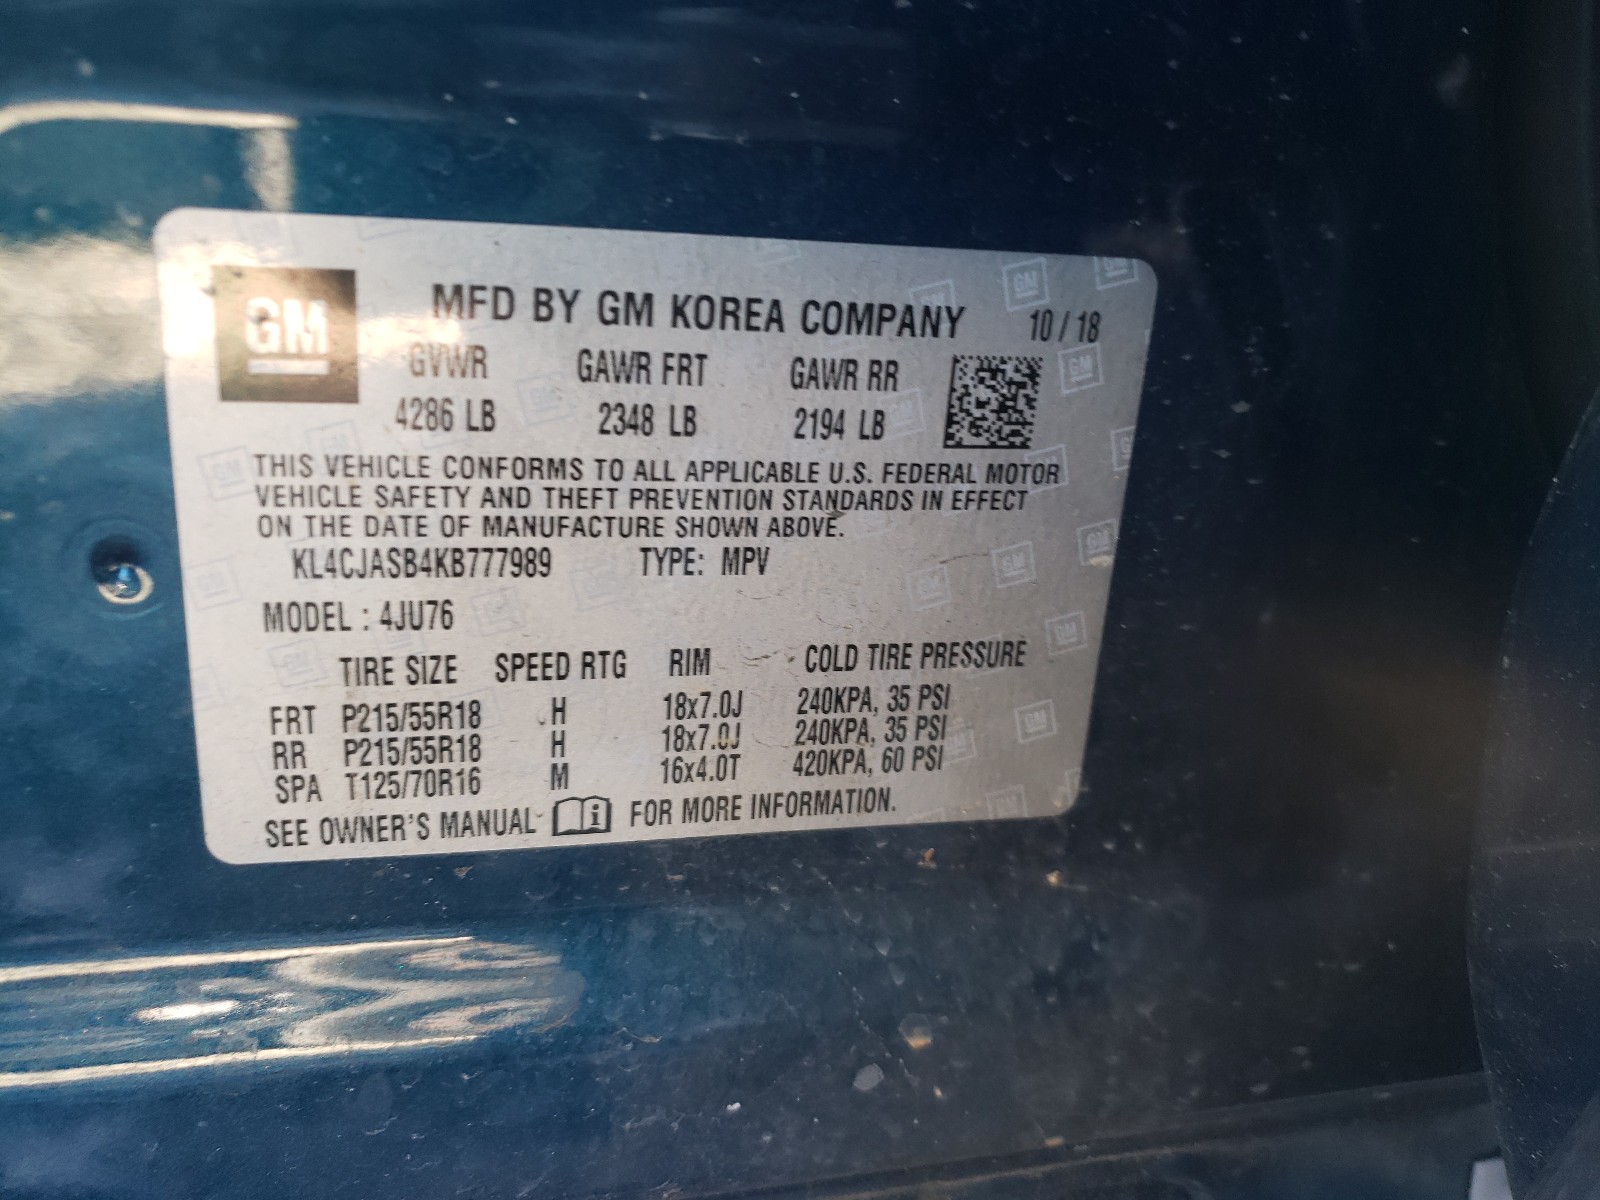 GM
MFD BY GM KOREA COMPANY 10 / 18
GVWR GAWR FRT GAWR RR
4286 LB 2348 LB 2194 LB
THIS VEHICLE CONFORMS TO ALL APPLICABLE U.S. FEDERAL MOTOR
VEHICLE SAFETY AND THEFT PREVENTION STANDARDS IN EFFECT
ON THE DATE OF MANUFACTURE SHOWN ABOVE.
KL4CJASB4KB777989 TYPE: MPV
MODEL : 4JU76
TIRE SIZE SPEED RTG RIM COLD TIRE PRESSURE
FRT P215/55R18 H 18x7.0J 240KPA, 35 PSI
RR P215/55R18 H 18x7.0J 240KPA, 35 PSI
SPA T125/70R16 M 16x4.0T 420KPA, 60 PSI
SEE OWNER'S MANUAL FOR MORE INFORMATION.